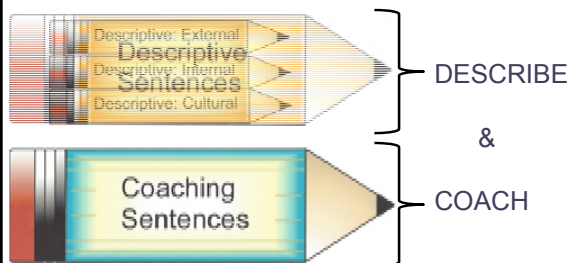 Descriptive: External
Descriptive
Descriptive: Internal
Sentences
Descriptive: Cultural
DESCRIBE
&
Coaching
Sentences
COACH